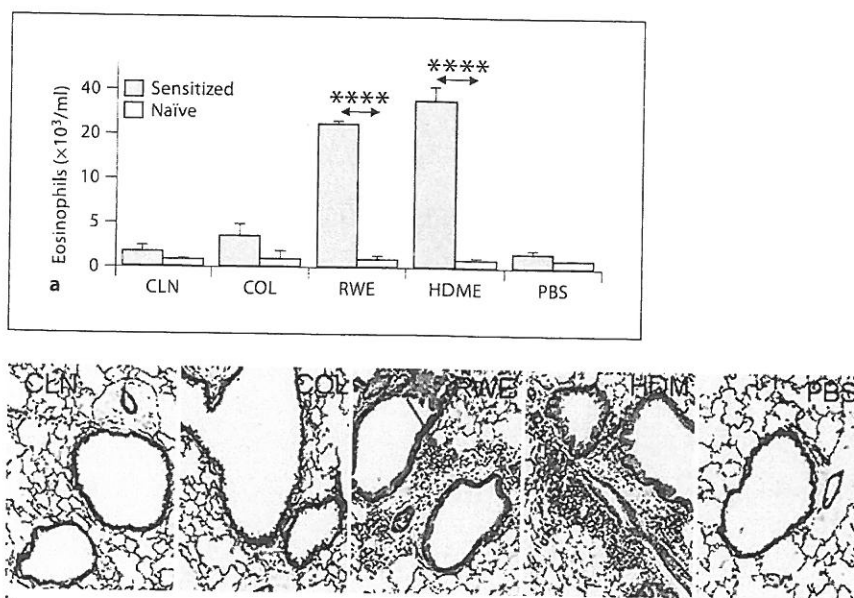 Eosinophils (×10³/ml)
40
20
10
5
0
Sensitized
Naïve
****
****
a
CLN
COL
RWE
HDME
PBS
CLN
COL
RWE
HDM
PBS